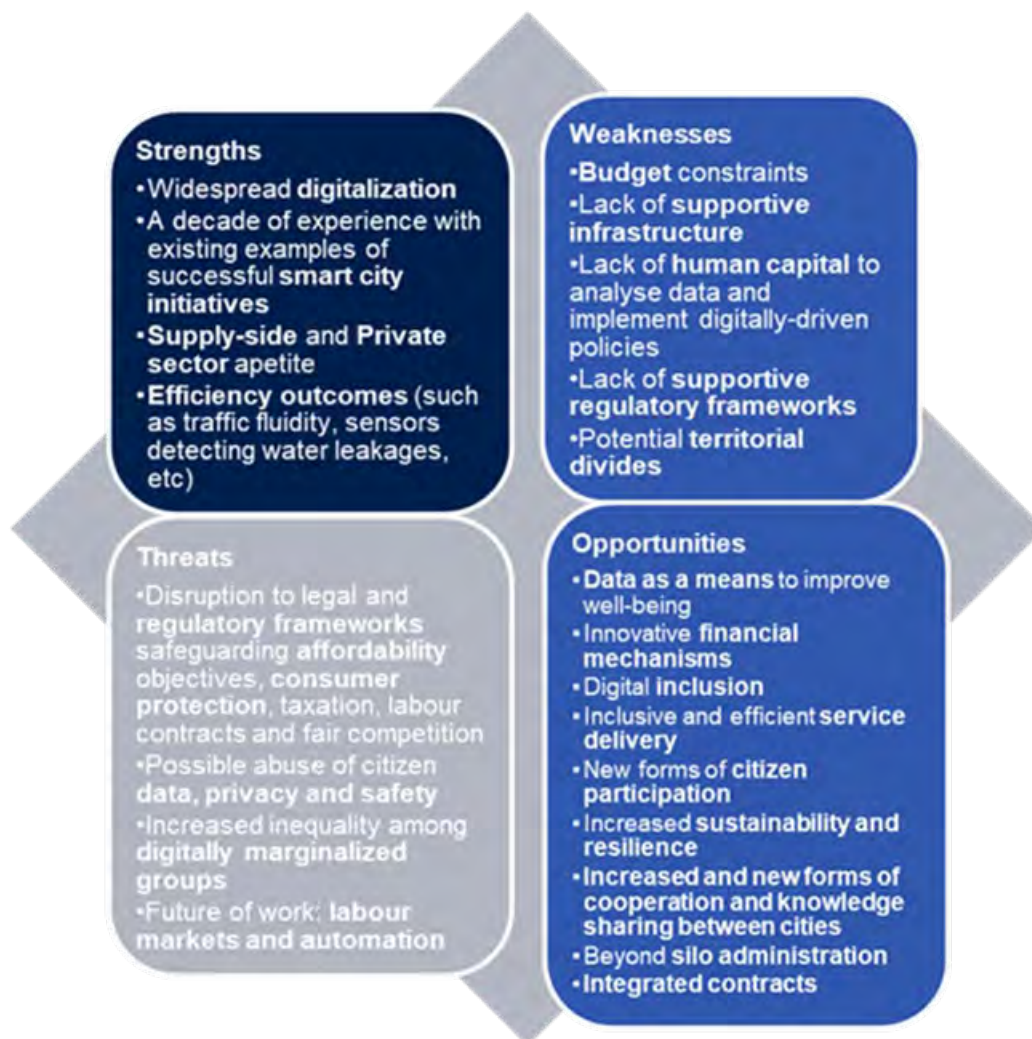 Strengths
•Widespread digitalization
•A decade of experience with
existing examples of
successful smart city
initiatives
•Supply-side and Private
sector apetite
•Efficiency outcomes (such
as traffic fluidity, sensors
detecting water leakages,
etc)
Weaknesses
•Budget constraints
•Lack of supportive
infrastructure
•Lack of human capital to
analyse data and
implement digitally-driven
policies
•Lack of supportive
regulatory frameworks
•Potential territorial
divides
Threats
•Disruption to legal and
regulatory frameworks
safeguarding affordability
objectives, consumer
protection, taxation, labour
contracts and fair competition
•Possible abuse of citizen
data, privacy and safety
•Increased inequality among
digitally marginalized
groups
•Future of work: labour
markets and automation
Opportunities
•Data as a means to improve
well-being
•Innovative financial
mechanisms
•Digital inclusion
•Inclusive and efficient service
delivery
•New forms of citizen
participation
•Increased sustainability and
resilience
•Increased and new forms of
cooperation and knowledge
sharing between cities
•Beyond silo administration
•Integrated contracts